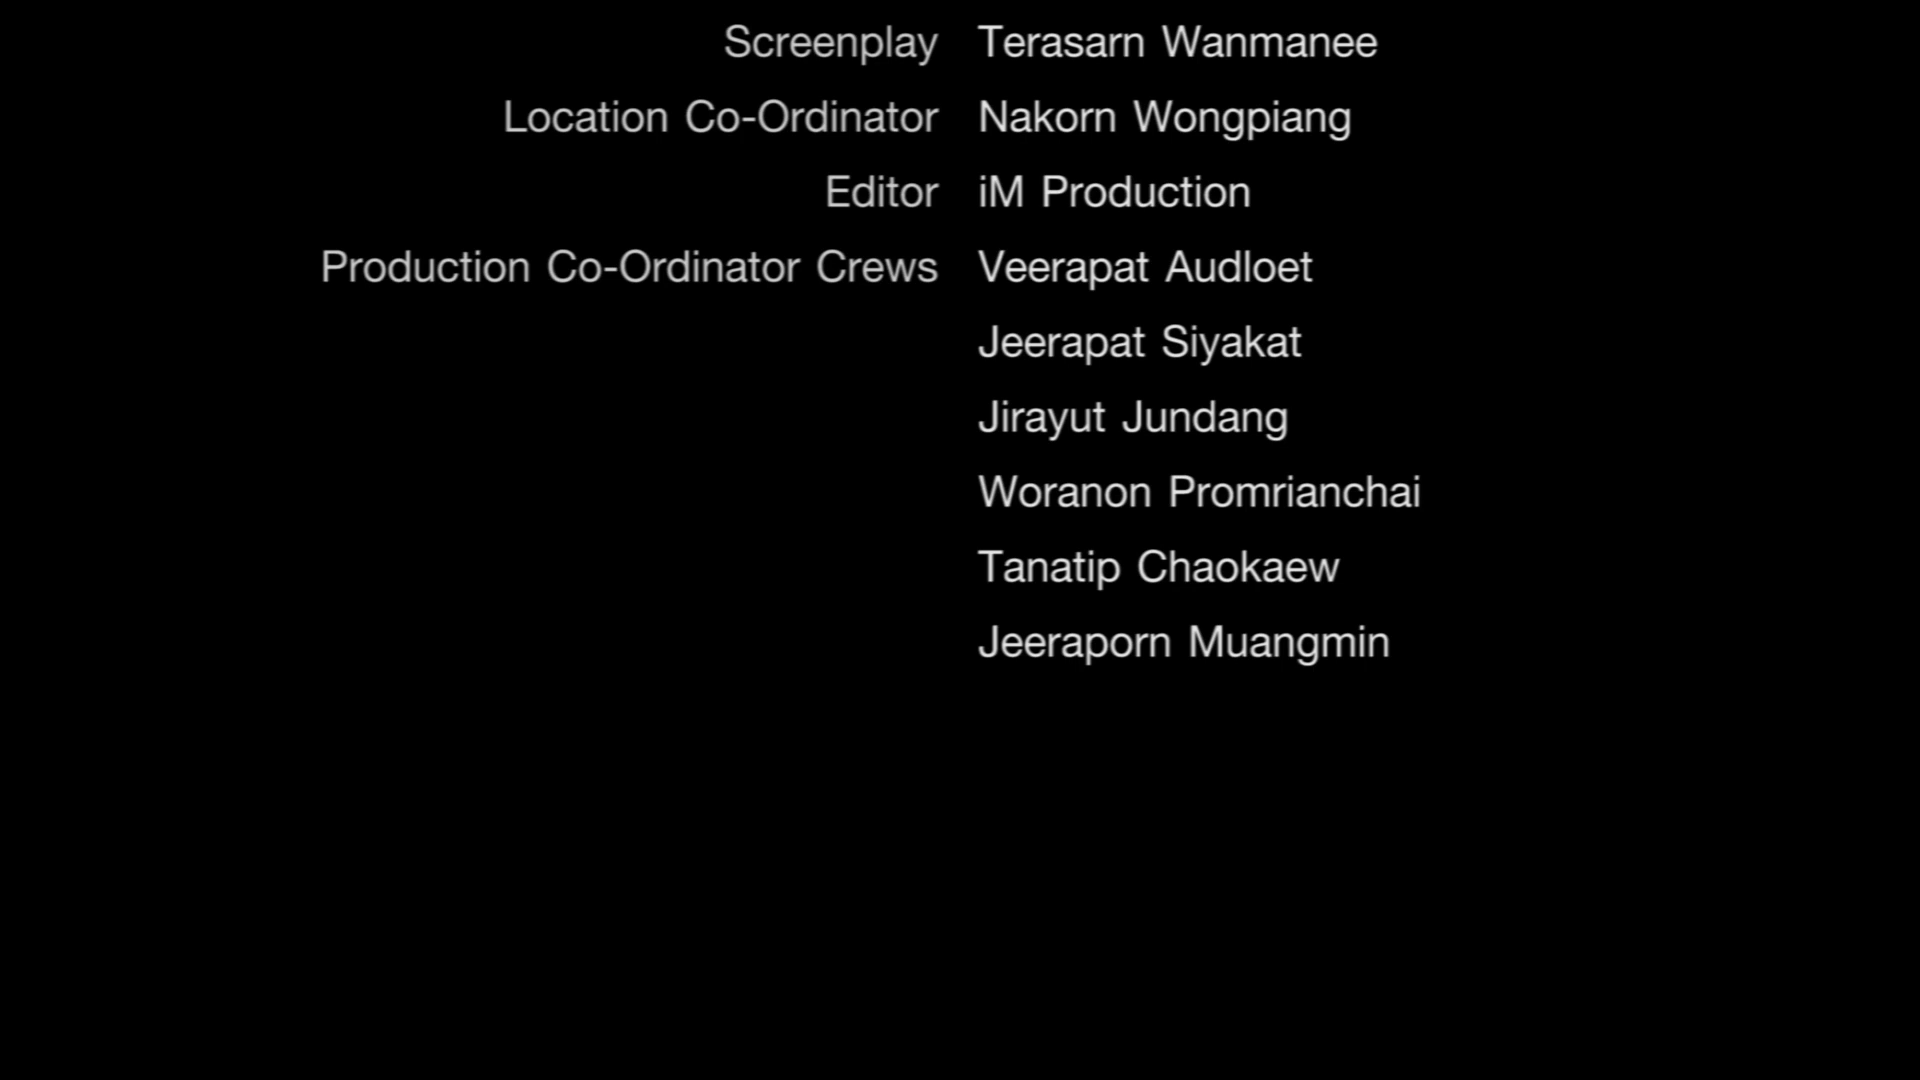 Screenplay Terasarn Wanmanee
Location Co-Ordinator Nakorn Wongpiang
Editor iM Production
Production Co-Ordinator Crews Veerapat Audloet
Jeerapat Siyakat
Jirayut Jundang
Woranon Promrianchai
Tanatip Chaokaew
Jeeraporn Muangmin